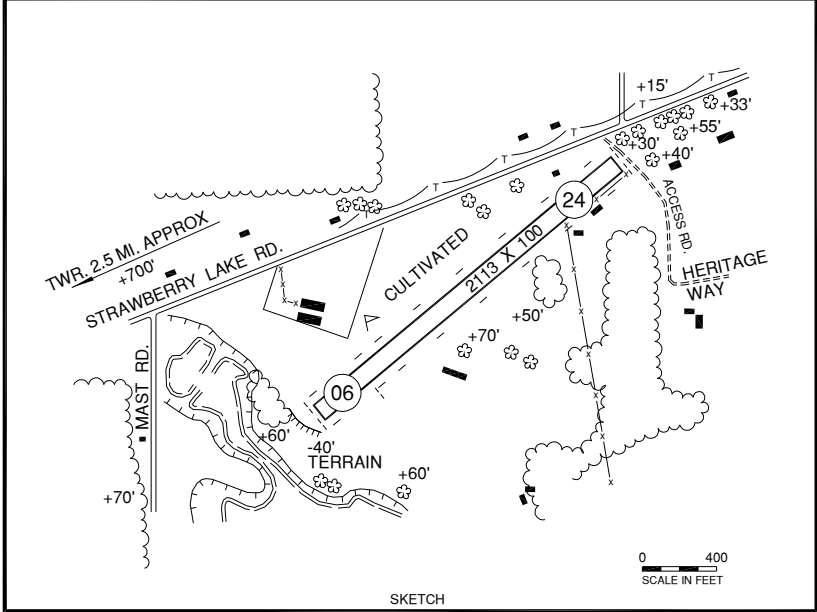 +15'
+33'
+55'
+30'
+40'
24
ACCESS RD.
TWR. 2.5 MI. APPROX
+700'
STRAWBERRY LAKE RD.
CULTIVATED
2113 X 100
HERITAGE
WAY
+50'
+70'
MAST RD.
06
+60'
-40'
TERRAIN
+60'
+70'
0 400
SCALE IN FEET
SKETCH
T
T
T
T
T
T
x
x
x
x
x
x
x
x
x
x
x